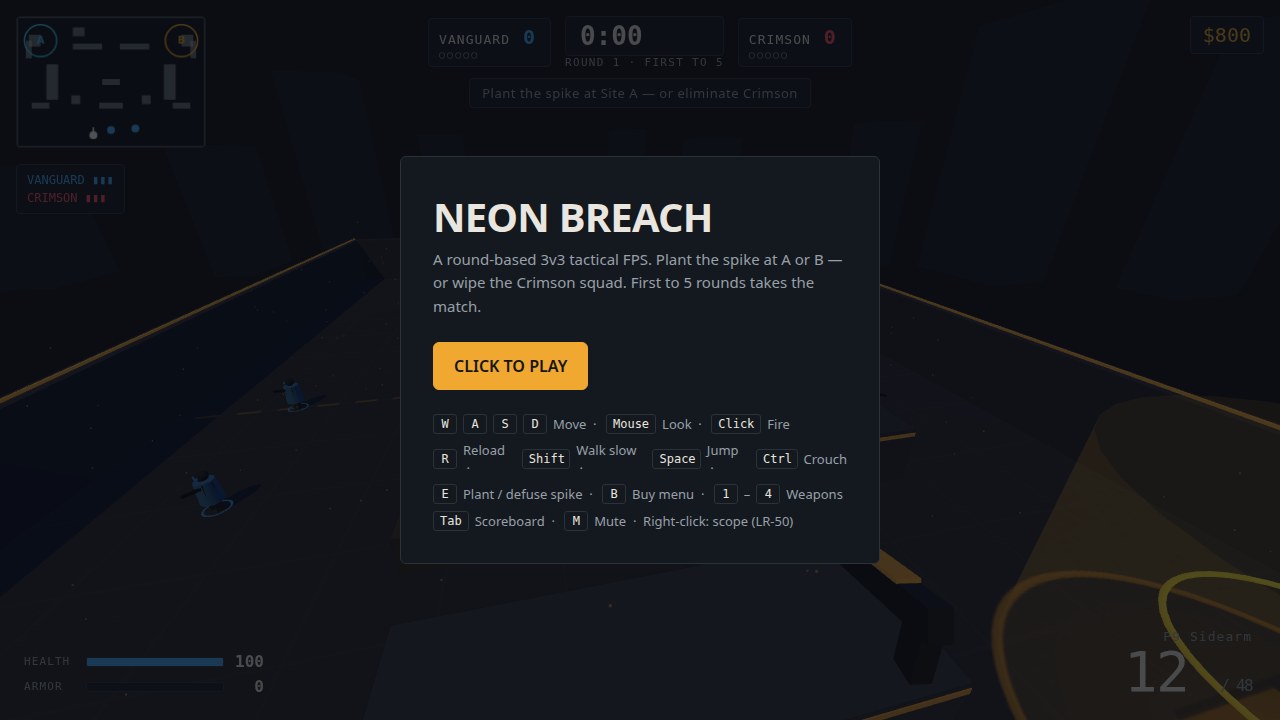 VANGUARD 0
0:00
CRIMSON 0
$800
ROUND 1 · FIRST TO 5
Plant the spike at Site A — or eliminate Crimson
VANGUARD
CRIMSON
NEON BREACH
A round-based 3v3 tactical FPS. Plant the spike at A or B —
or wipe the Crimson squad. First to 5 rounds takes the
match.
CLICK TO PLAY
W A S D Move · Mouse Look · Click Fire
R Reload · Shift Walk slow · Space Jump · Ctrl Crouch
E Plant / defuse spike · B Buy menu · 1 – 4 Weapons
Tab Scoreboard · M Mute · Right-click: scope (LR-50)
HEALTH 100
ARMOR 0
Sidearm
12 / 48